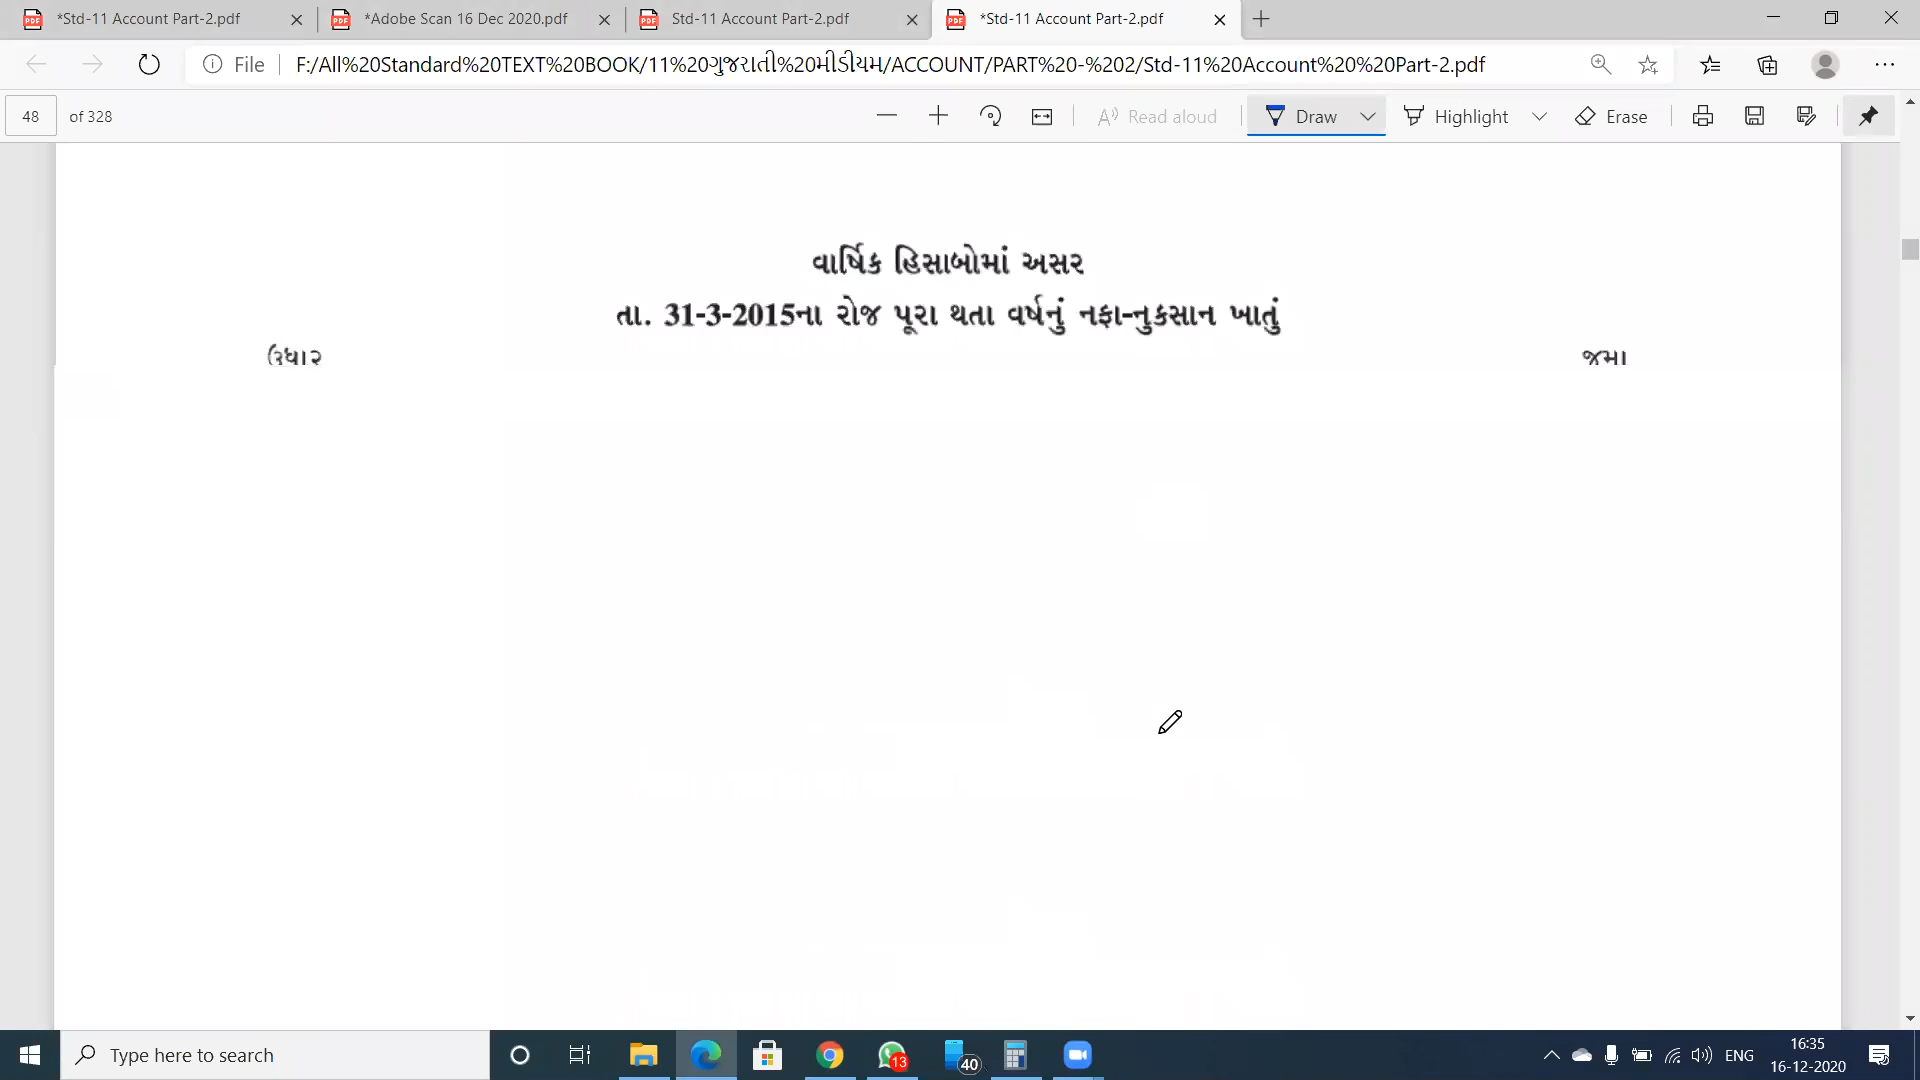 *Std-11 Account Part-2.pdf
*Adobe Scan 16 Dec 2020.pdf
Std-11 Account Part-2.pdf
*Std-11 Account Part-2.pdf
File F:/All%20Standard%20TEXT%20BOOK/11%20ગુજરાતી%20મીડીયમ/ACCOUNT/PART%20-%202/Std-11%20Account%20%20Part-2.pdf
48 of 328 Read aloud Draw Highlight Erase
વાર્ષિક હિસાબોમાં અસર
તા. 31-3-2015ના રોજ પૂરા થતા વર્ષનું નફા-નુકસાન ખાતું
ઉધાર જમા
Type here to search
13
40
ENG
16:35
16-12-2020